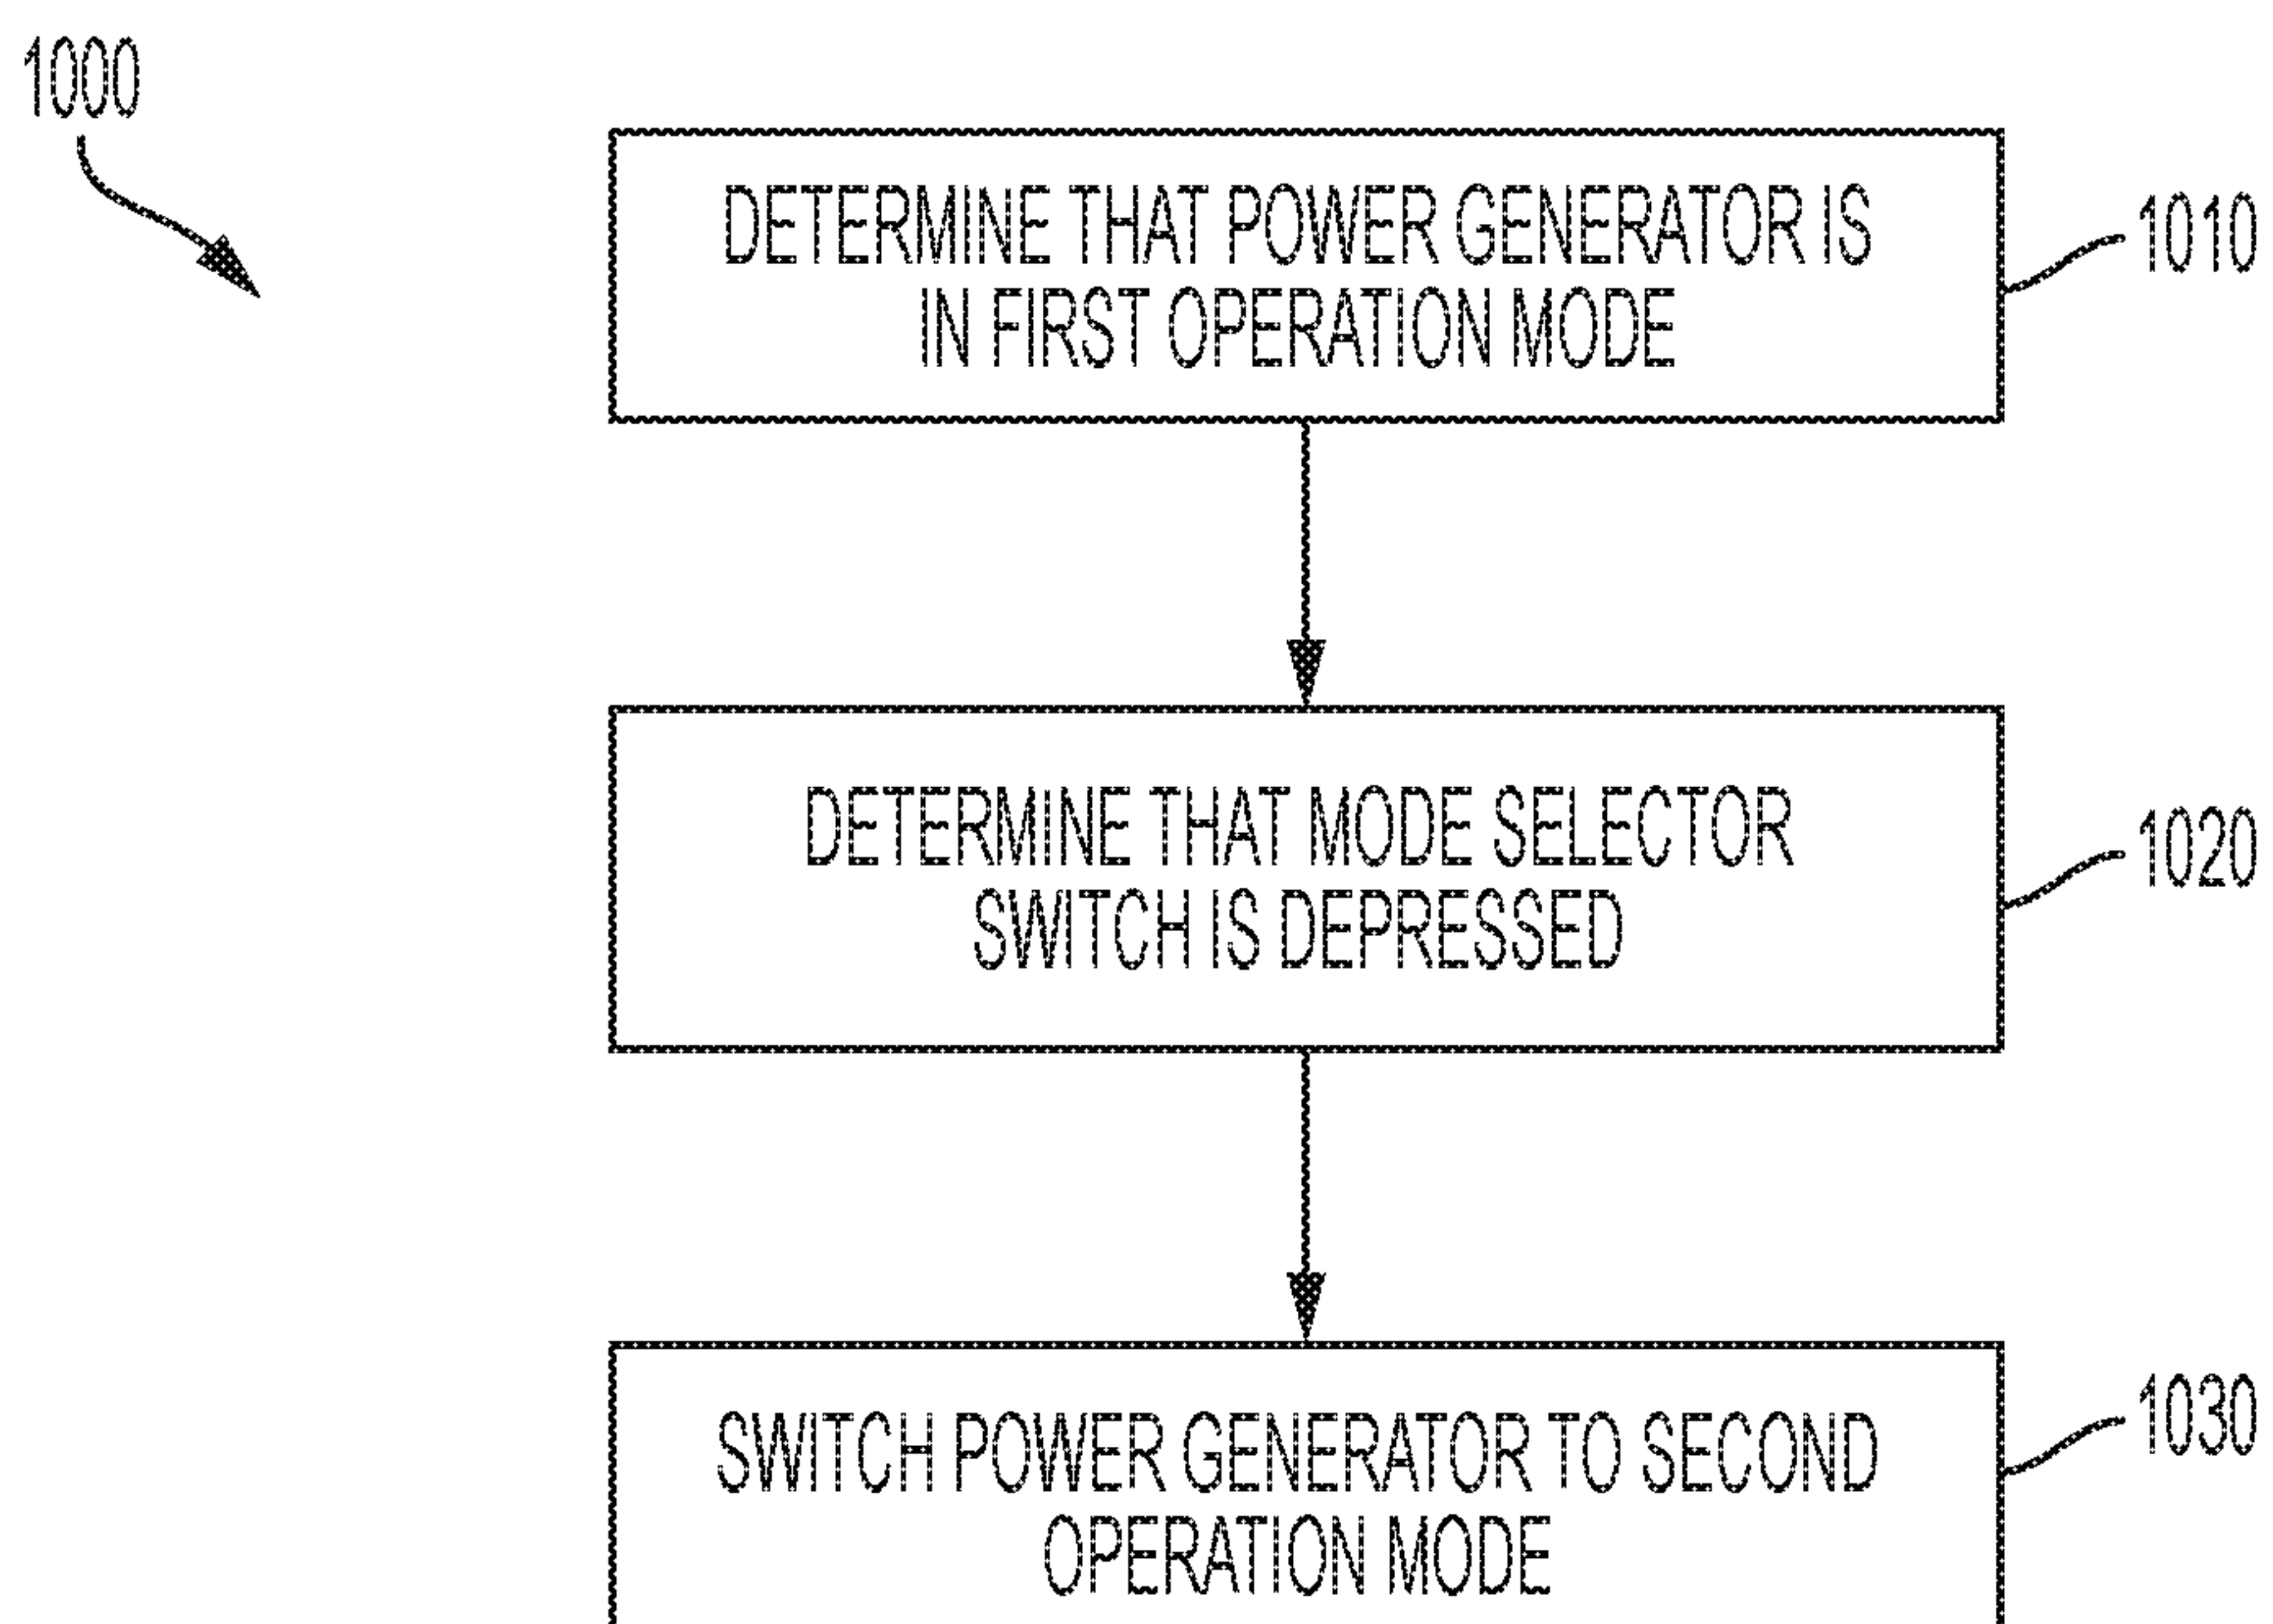 1000
DETERMINE THAT POWER GENERATOR IS
IN FIRST OPERATION MODE
1010
DETERMINE THAT MODE SELECTOR
SWITCH IS DEPRESSED
1020
SWITCH POWER GENERATOR TO SECOND
OPERATION MODE
1030